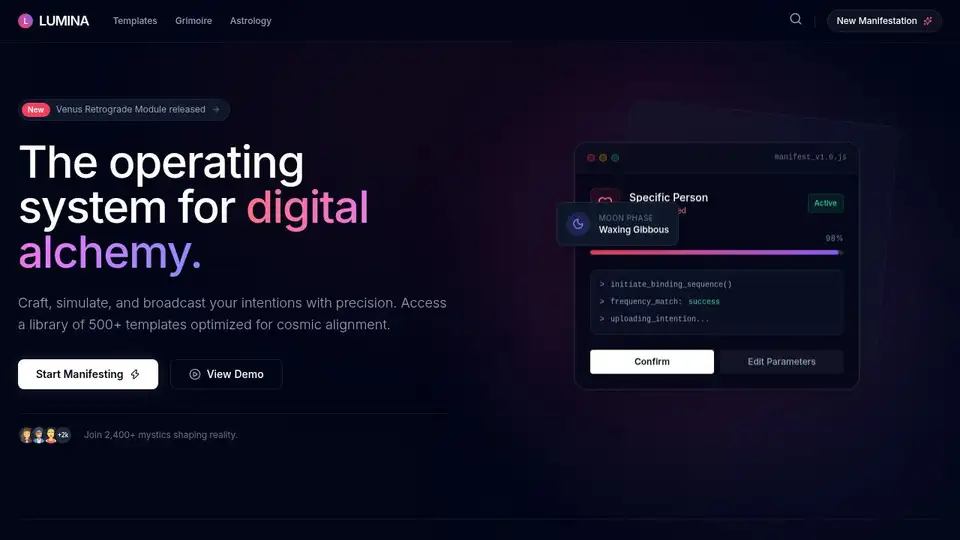 L LUMINA
Templates
Grimoire
Astrology
New Manifestation
New Venus Retrograde Module released →
The operating
system for digital
alchemy.
Craft, simulate, and broadcast your intentions with precision. Access
a library of 500+ templates optimized for cosmic alignment.
Start Manifesting
View Demo
+2k
Join 2,400+ mystics shaping reality.
manifest_v1.0.js
Specific Person
Active
MOON PHASE
Waxing Gibbous
98%
> initiate_binding_sequence()
> frequency_match: success
> uploading_intention...
Confirm
Edit Parameters